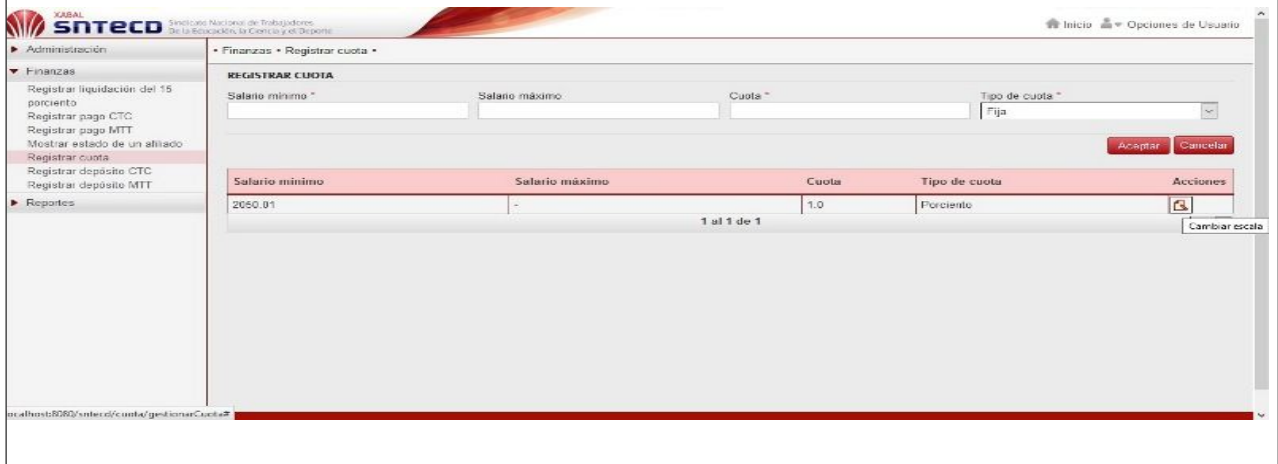 XABAL
SNTECD
Sindicato Nacional de Trabajadores
De la Educación, la Ciencia y el Deporte
Inicio
Opciones de Usuario
Administración
• Finanzas • Registrar cuota •
Finanzas
Registrar liquidación del 15
porciento
Registrar pago CTC
Registrar pago MTT
Mostrar estado de un afiliado
Registrar cuota
Registrar depósito CTC
Registrar depósito MTT
Reportes
REGISTRAR CUOTA
Salario mínimo *
Salario máximo
Cuota *
Tipo de cuota *
Fija
Aceptar
Cancelar
Salario mínimo Salario máximo Cuota Tipo de cuota Acciones
2050.01 - 1.0 Porciento
1 al 1 de 1
Cambiar escala
ocalhost:8080/sntecd/cuota/gestionarCuota#